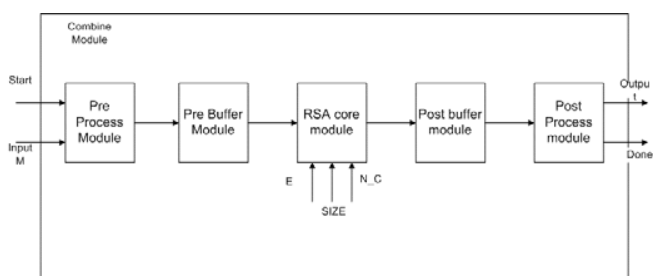 Combine
Module
Start
Input
M
Pre
Process
Module
Pre Buffer
Module
RSA core
module
Post buffer
module
Post
Process
module
Outpu
t
Done
E
N_C
SIZE